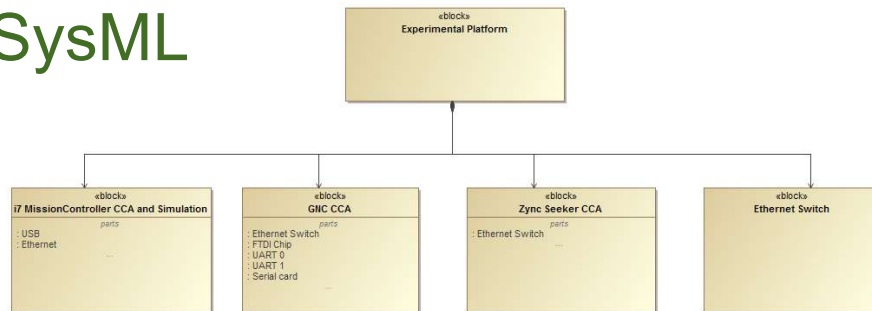 SysML
«block»
Experimental Platform
«block»
i7 MissionController CCA and Simulation
parts
: USB
: Ethernet
...
«block»
GNC CCA
parts
: Ethernet Switch
: FTDI Chip
: UART 0
: UART 1
: Serial card
...
«block»
Zync Seeker CCA
parts
: Ethernet Switch
...
«block»
Ethernet Switch